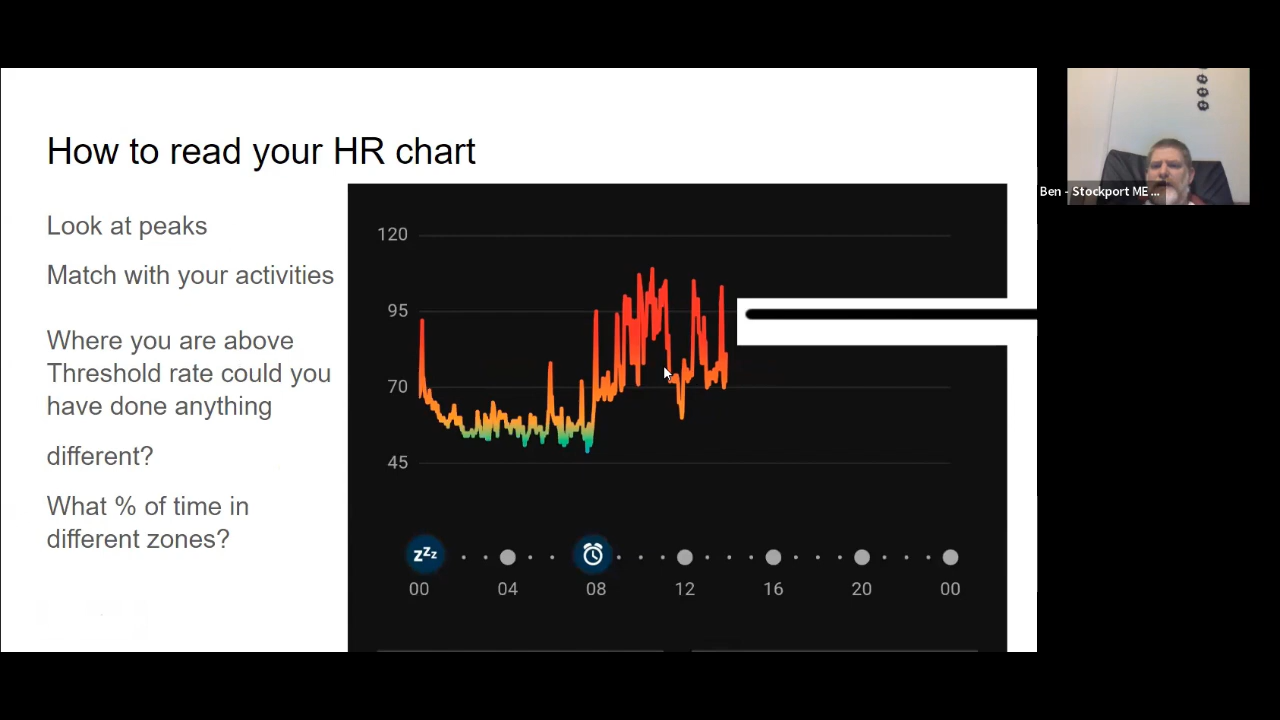 How to read your HR chart
Look at peaks
Match with your activities
Where you are above
Threshold rate could you
have done anything
different?
What % of time in
different zones?
120
95
70
45
zzz
00 04 08 12 16 20 00
Ben - Stockport ME ...